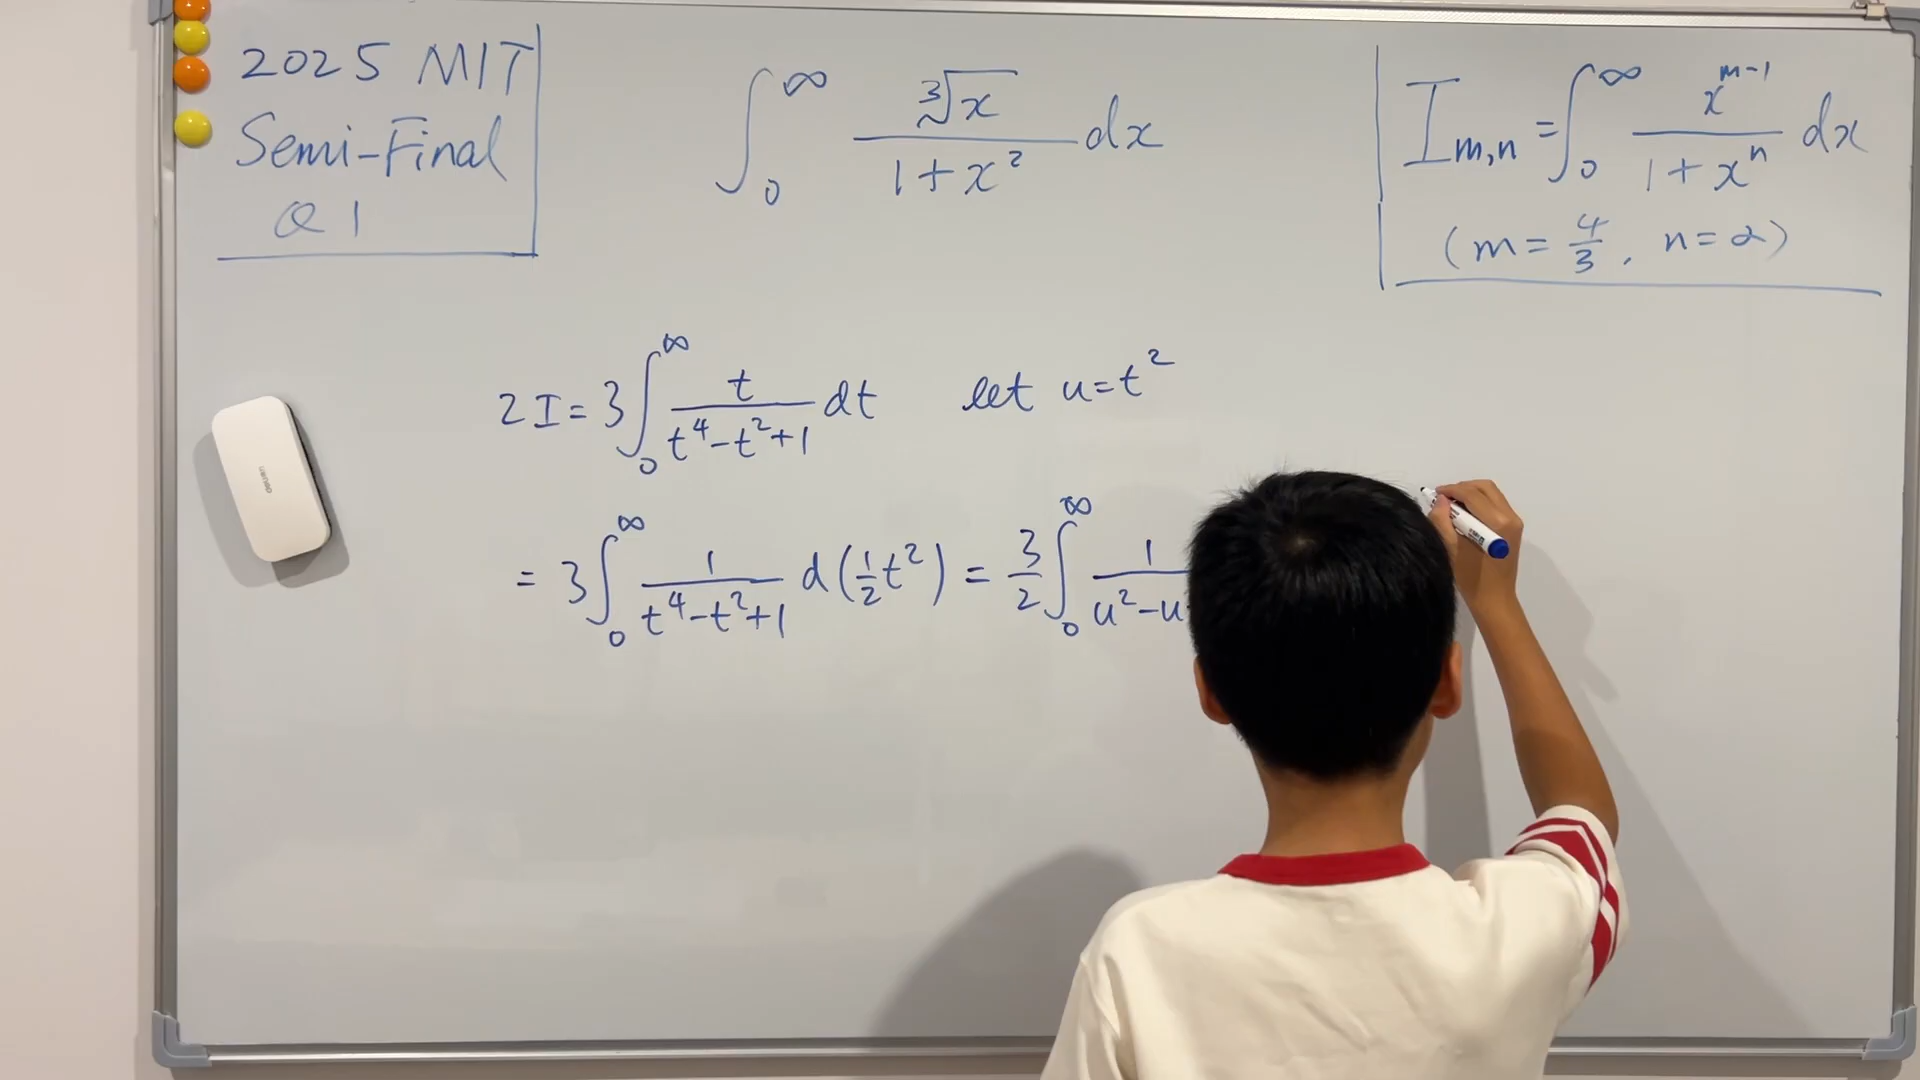 2025 MIT
Semi-Final
Q1
∫₀^∞ ∛x / (1+x²) dx
I_{m,n} = ∫₀^∞ x^{m-1} / (1+x^n) dx
(m = 4/3, n=2)
2I = 3∫₀^∞ t / (t⁴-t²+1) dt let u=t²
= 3∫₀^∞ 1 / (t⁴-t²+1) d(½t²) = 3/2 ∫₀^∞ 1 / (u²-u